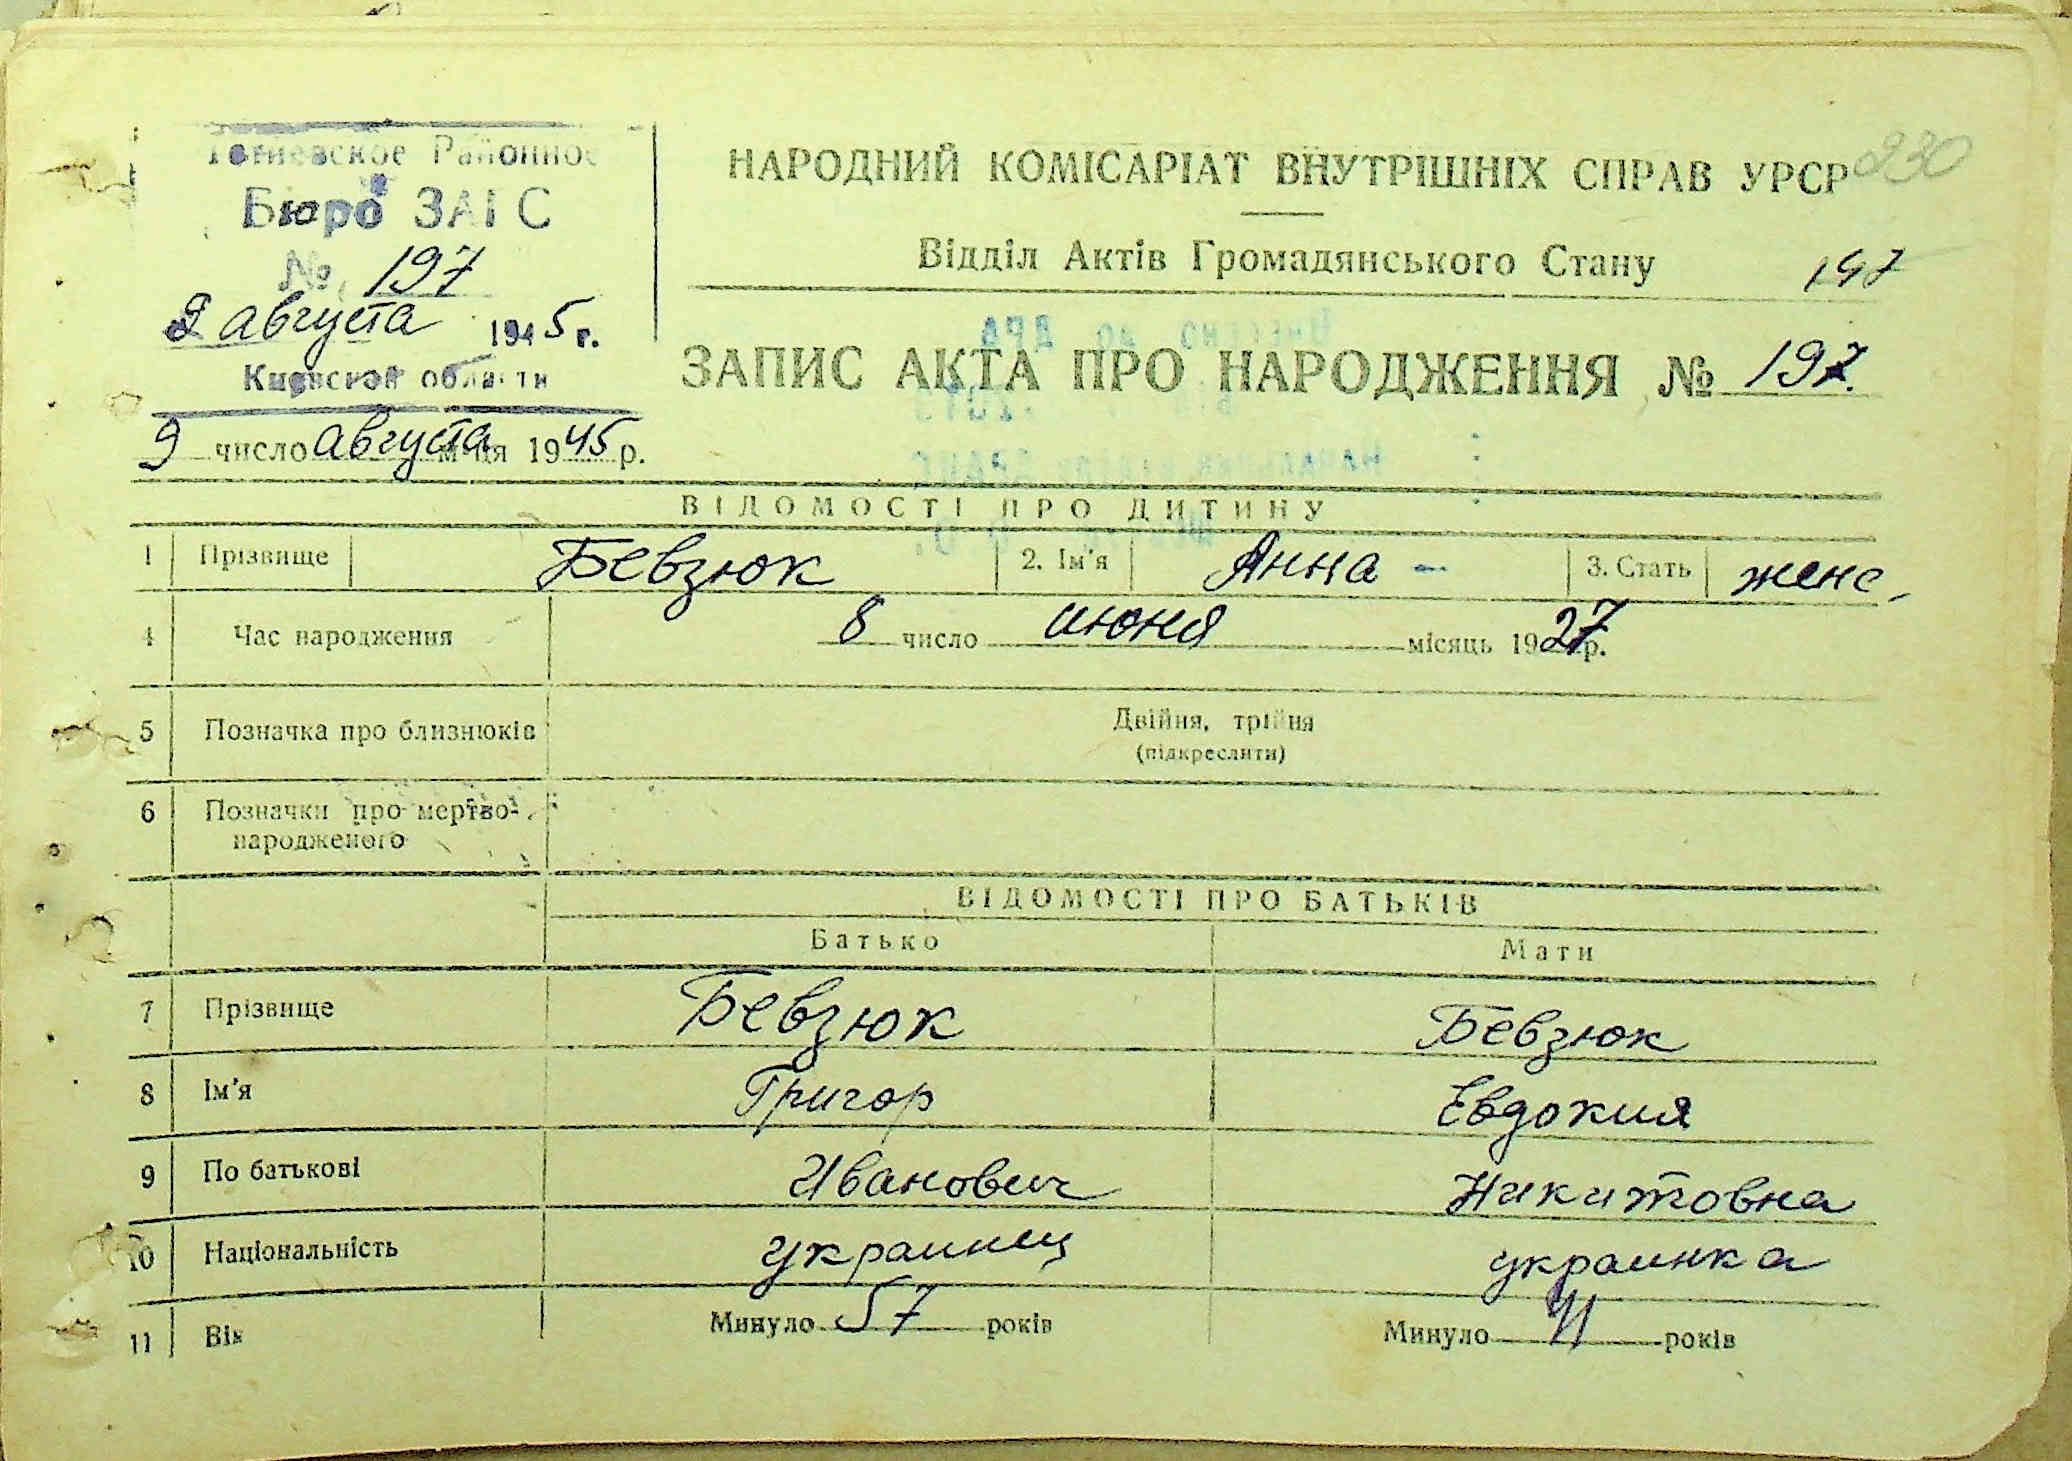 Районное
Бюро ЗАГС
№ 197
9 августа 1945 г.
Киевской области
9 число августа м-ця 1945 р.
230
НАРОДНИЙ КОМІСАРІАТ ВНУТРІШНІХ СПРАВ УРСР
Відділ Актів Громадянського Стану
197
ЗАПИС АКТА ПРО НАРОДЖЕННЯ № 197.
ВІДОМОСТІ ПРО ДИТИНУ
1 Прізвище Бевзюк 2. Ім'я Анна - 3. Стать женс.
4 Час народження 8 число июня місяць 1927 р.
5 Позначка про близнюків Двійня, трійня
(підкреслити)
6 Позначки про мертво-
народженого
ВІДОМОСТІ ПРО БАТЬКІВ
Батько Мати
7 Прізвище Бевзюк Бевзюк
8 Ім'я Григор Евдокия
9 По батькові Иванович Никитовна
10 Національність украинец украинка
11 Вік Минуло 57 років Минуло років